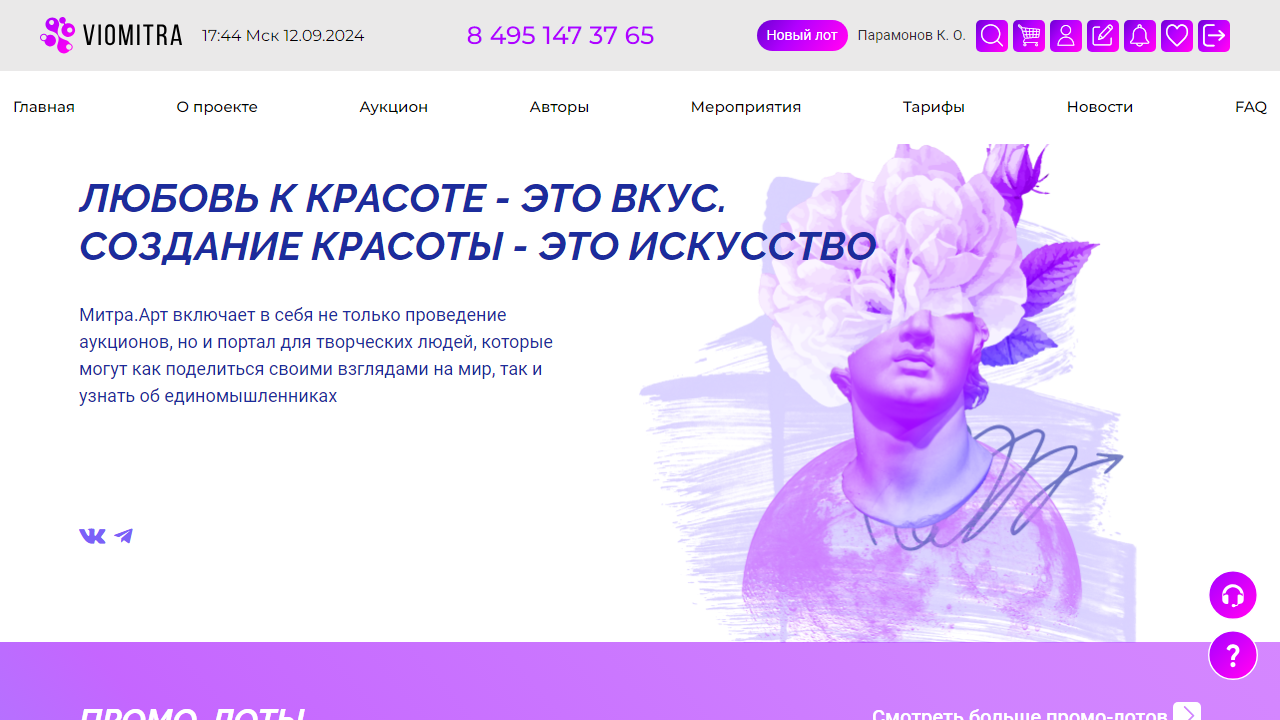 VIOMITRA
17:44 Мск 12.09.2024
8 495 147 37 65
Новый лот
Парамонов К. О.
Главная
О проекте
Аукцион
Авторы
Мероприятия
Тарифы
Новости
FAQ
ЛЮБОВЬ К КРАСОТЕ - ЭТО ВКУС.
СОЗДАНИЕ КРАСОТЫ - ЭТО ИСКУССТВО
Митра.Арт включает в себя не только проведение
аукционов, но и портал для творческих людей, которые
могут как поделиться своими взглядами на мир, так и
узнать об единомышленниках
?
ПРОМО-ЛОТЫ
Смотреть больше промо-лотов